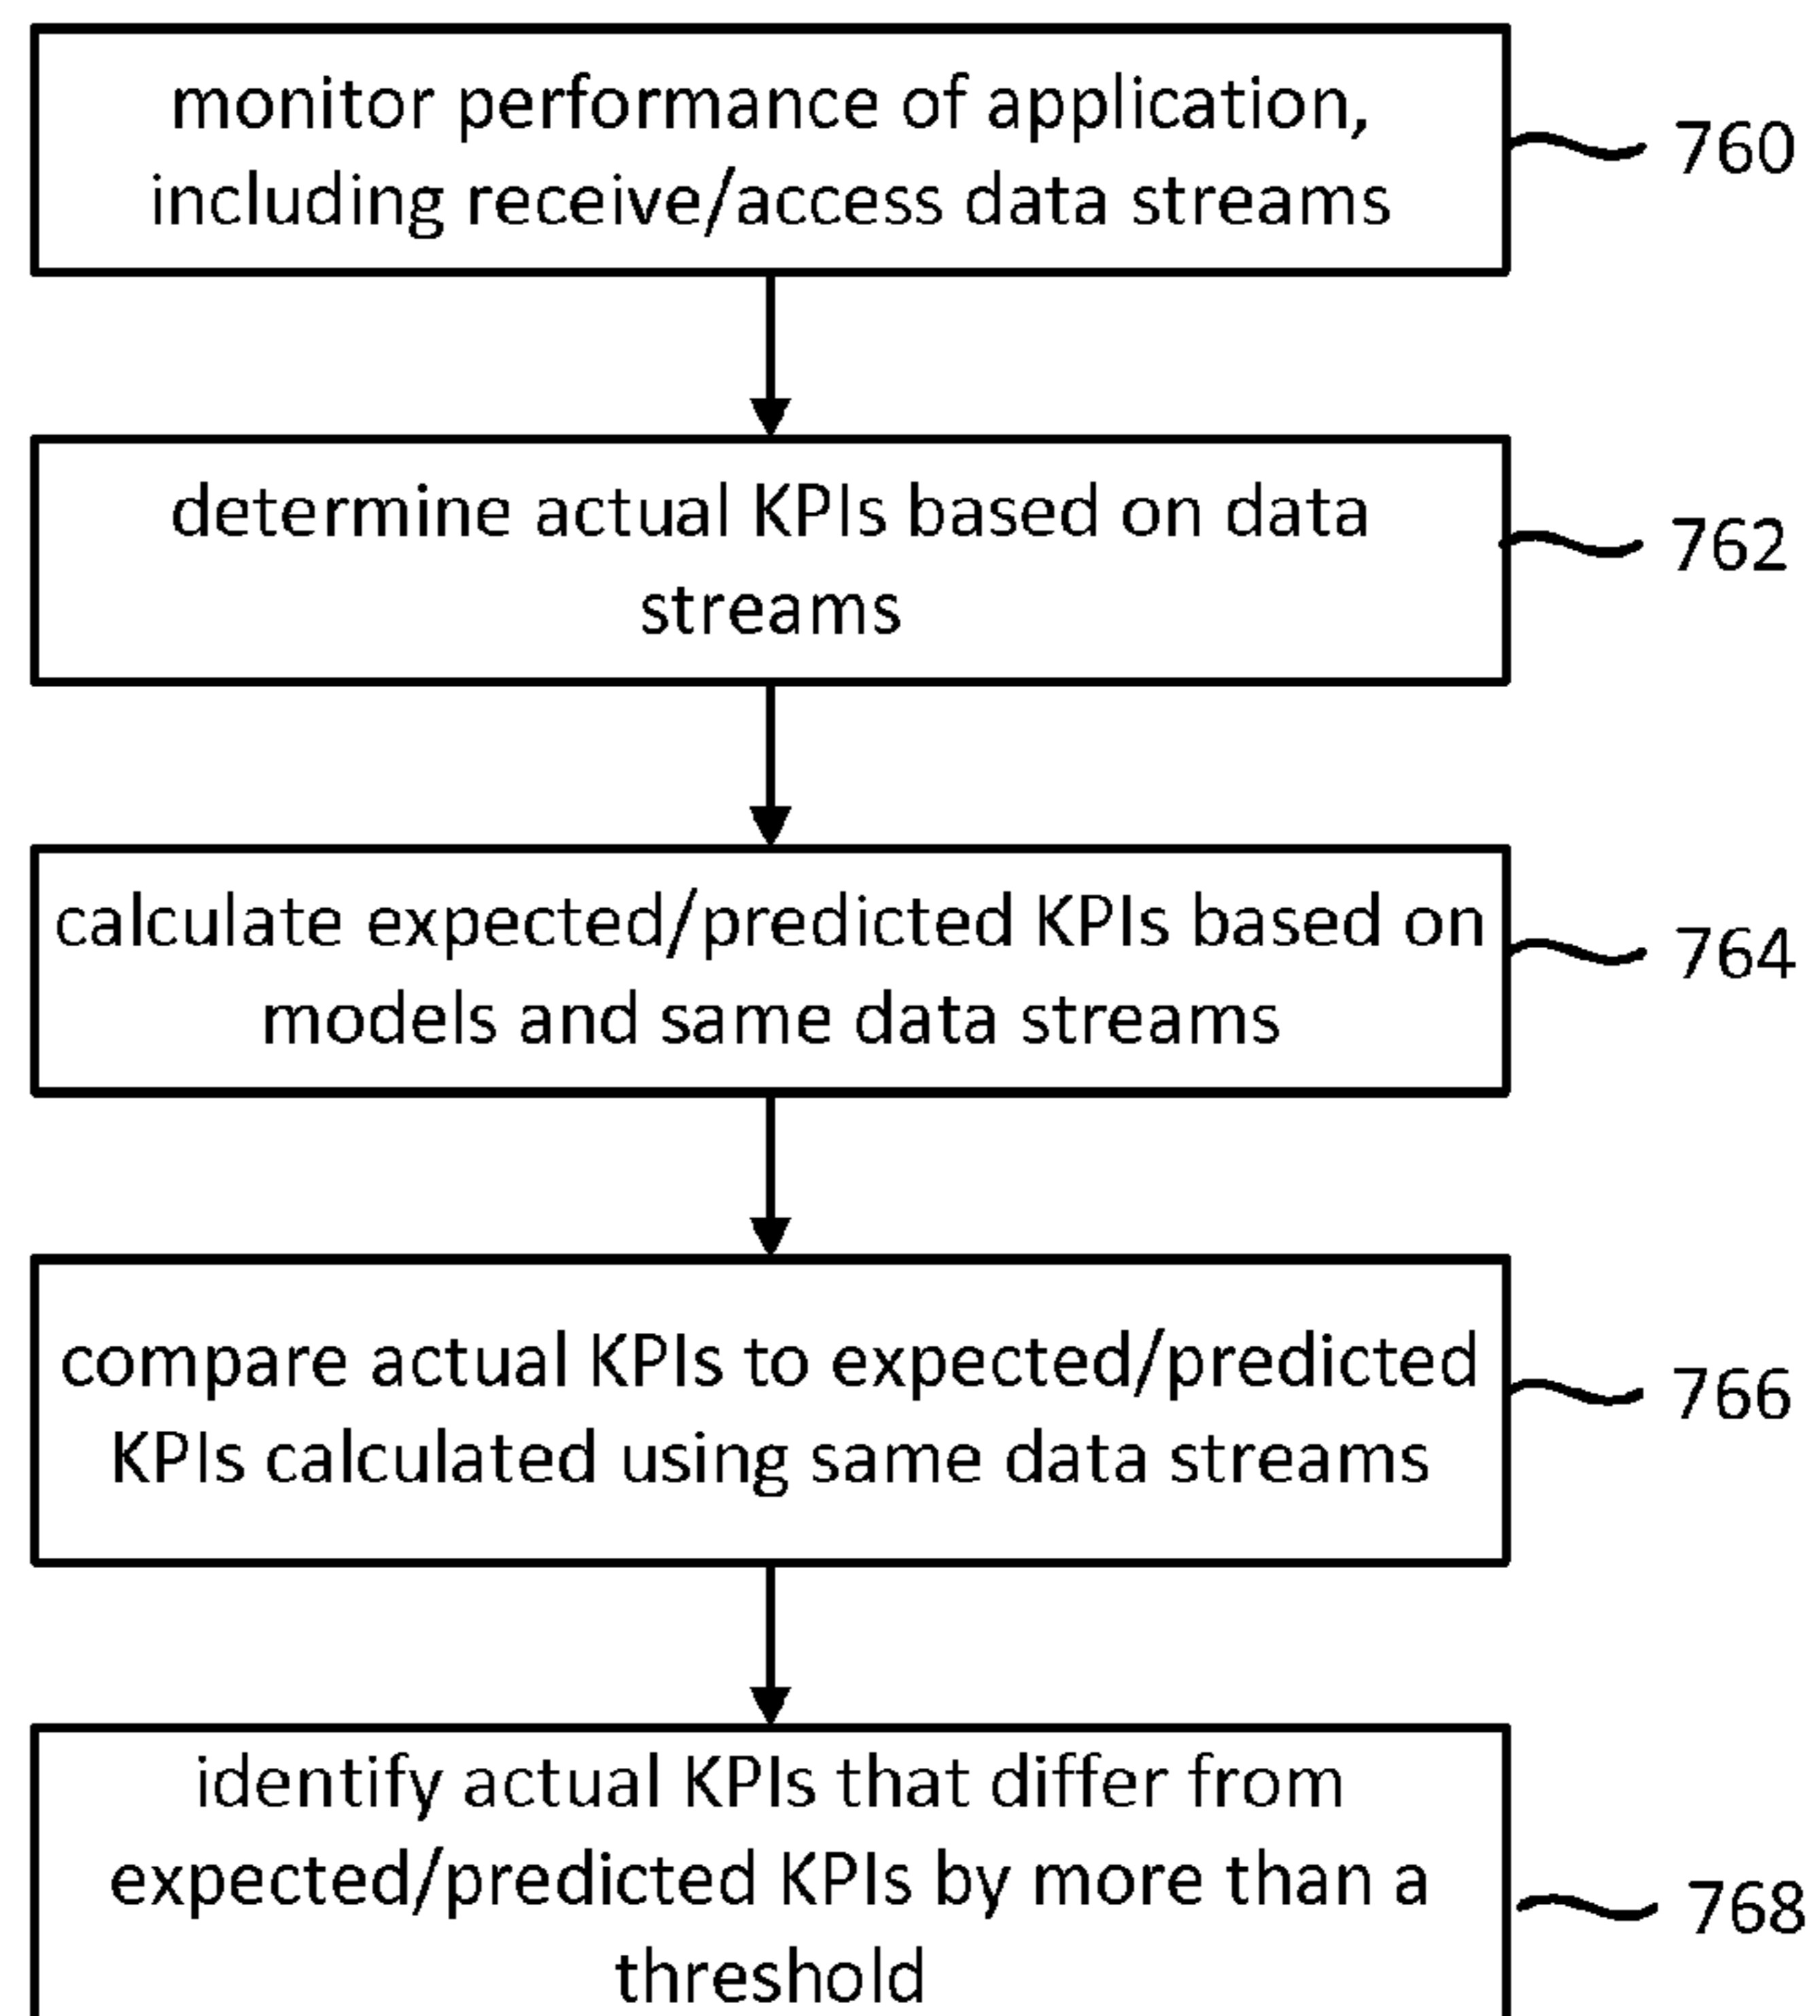 monitor performance of application,
including receive/access data streams
760
determine actual KPIs based on data
streams
762
calculate expected/predicted KPIs based on
models and same data streams
764
compare actual KPIs to expected/predicted
KPIs calculated using same data streams
766
identify actual KPIs that differ from
expected/predicted KPIs by more than a
threshold
768